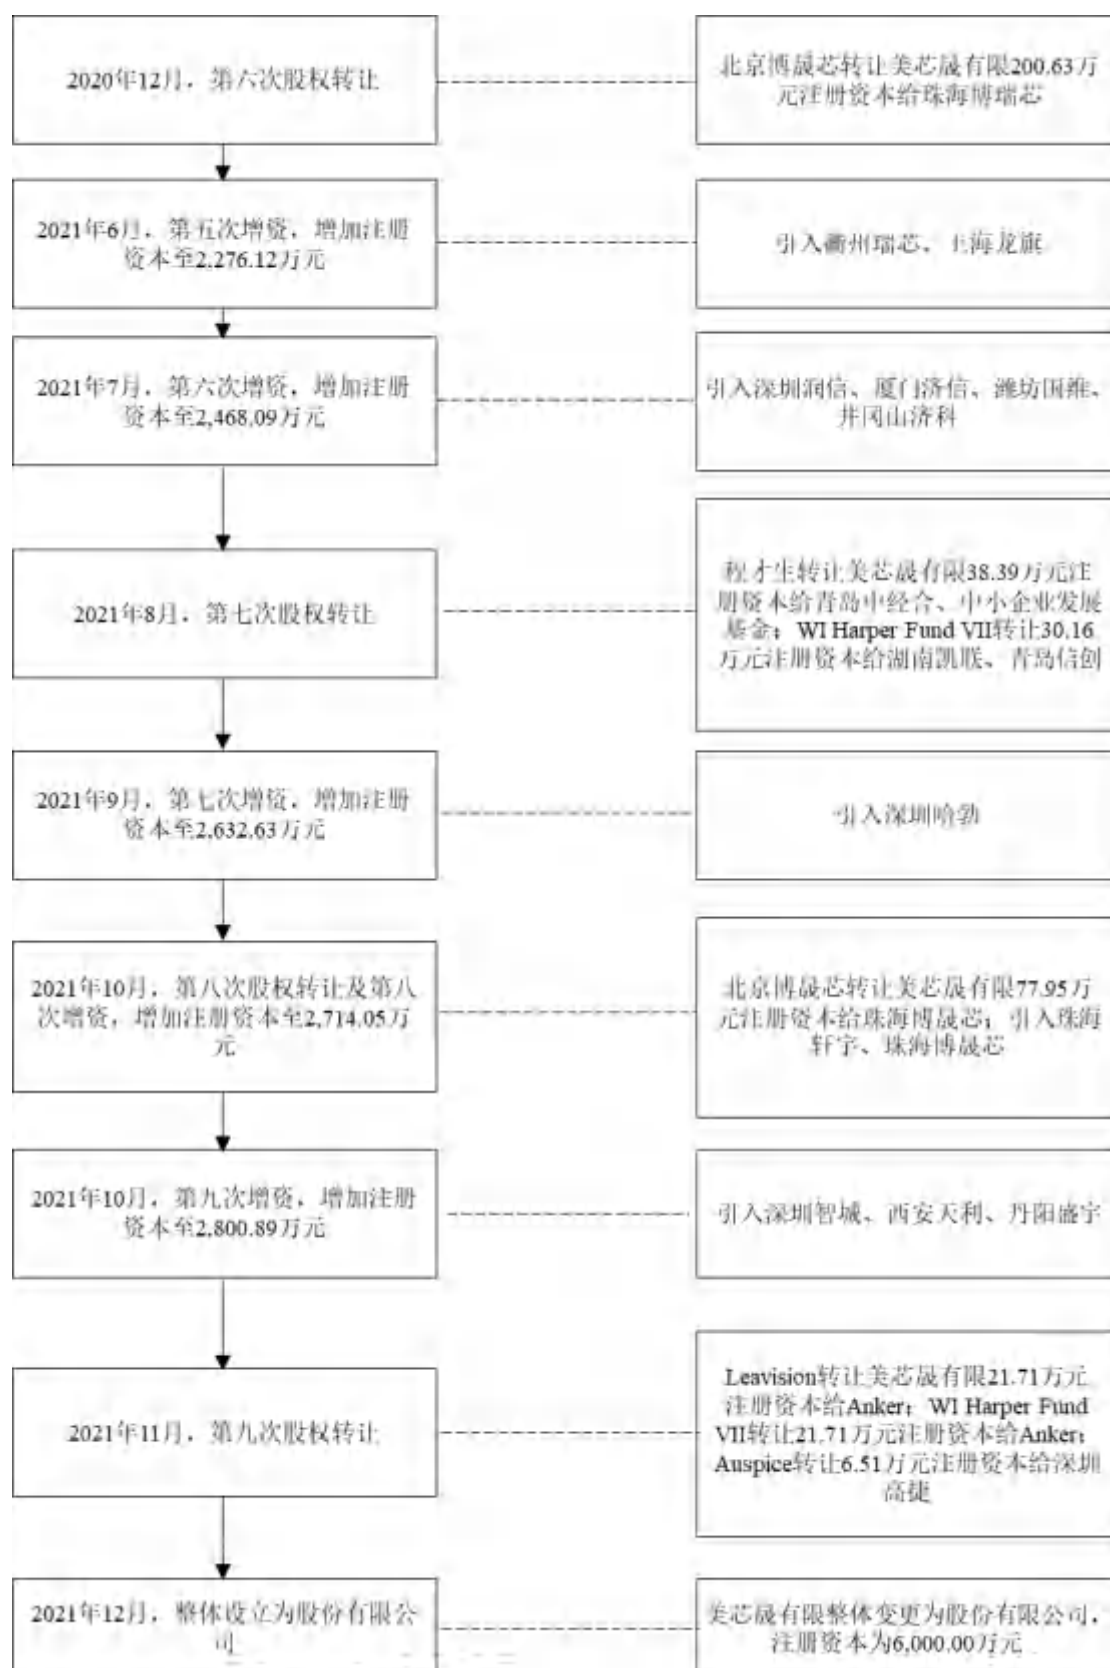 2020年12月，第六次股权转让
北京博晟芯转让美芯晟有限200.63万
元注册资本给珠海博瑞芯
2021年6月，第五次增资，增加注册
资本至2,276.12万元
引入衢州瑞芯、上海龙旗
2021年7月，第六次增资，增加注册
资本至2,468.09万元
引入深圳润信、厦门济信、潍坊国维、
井冈山济科
2021年8月，第七次股权转让
程才生转让美芯晟有限38.39万元注
册资本给青岛中经合、中小企业发展
基金；WI Harper Fund VII转让30.16
万元注册资本给湖南凯联、青岛信创
2021年9月，第七次增资，增加注册
资本至2,632.63万元
引入深圳哈勃
2021年10月，第八次股权转让及第八
次增资，增加注册资本至2,714.05万
元
北京博晟芯转让美芯晟有限77.95万
元注册资本给珠海博晟芯；引入珠海
轩宇、珠海博晟芯
2021年10月，第九次增资，增加注册
资本至2,800.89万元
引入深圳智城、西安天利、丹阳盛宇
2021年11月，第九次股权转让
Leavision转让美芯晟有限21.71万元
注册资本给Anker；WI Harper Fund
VII转让21.71万元注册资本给Anker；
Auspice转让6.51万元注册资本给深圳
高捷
2021年12月，整体设立为股份有限公
司
美芯晟有限整体变更为股份有限公司，
注册资本为6,000.00万元